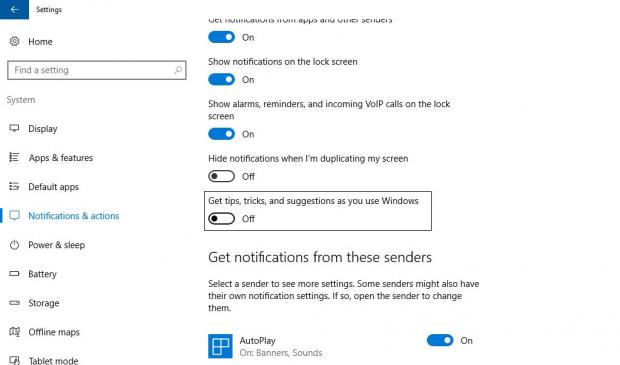 Settings
Home
Find a setting
System
Display
Apps & features
Default apps
Notifications & actions
Power & sleep
Battery
Storage
Offline maps
Tablet mode
Get notifications from apps and other senders
On
Show notifications on the lock screen
On
Show alarms, reminders, and incoming VoIP calls on the lock
screen
On
Hide notifications when I'm duplicating my screen
Off
Get tips, tricks, and suggestions as you use Windows
Off
Get notifications from these senders
Select a sender to see more settings. Some senders might also have
their own notification settings. If so, open the sender to change
them.
AutoPlay
On
On: Banners, Sounds